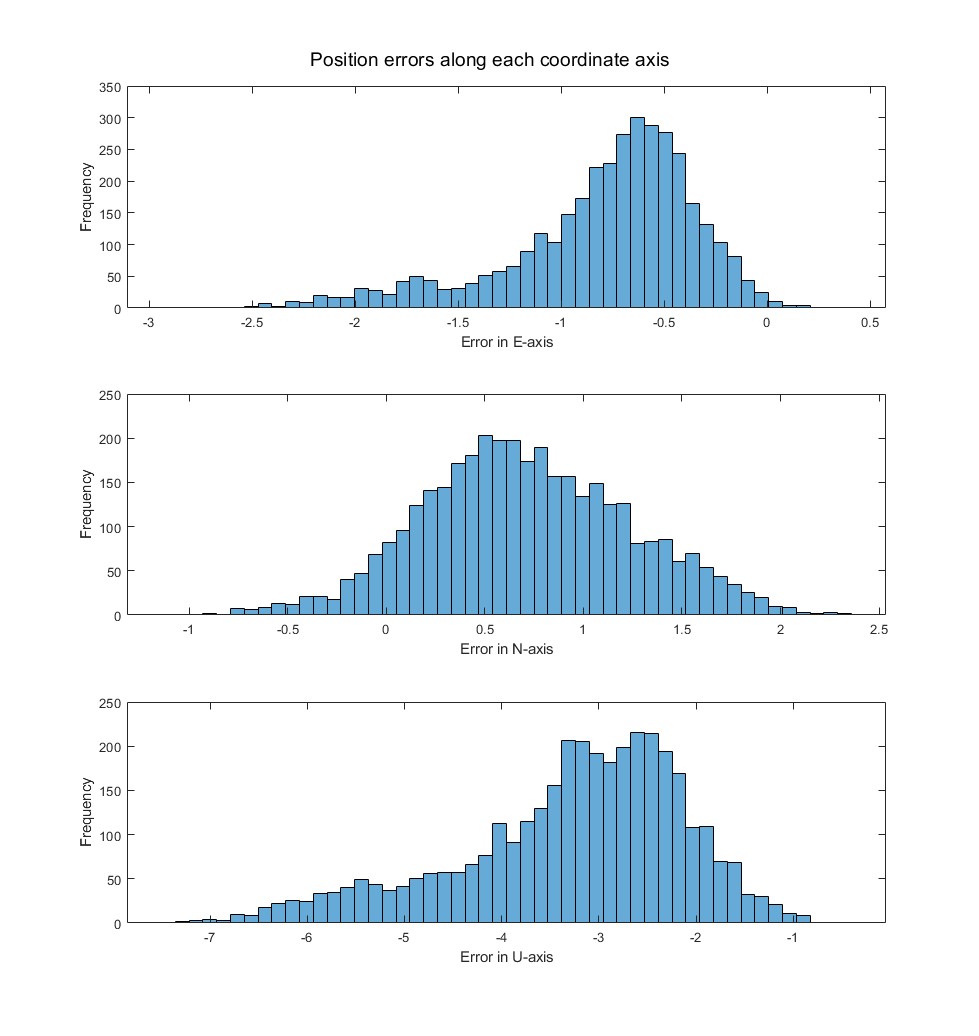 Position errors along each coordinate axis
350
300
250
200
150
100
50
0
Frequency
-3 -2.5 -2 -1.5 -1 -0.5 0 0.5
Error in E-axis
250
200
150
100
50
0
Frequency
-1 -0.5 0 0.5 1 1.5 2 2.5
Error in N-axis
250
200
150
100
50
0
Frequency
-7 -6 -5 -4 -3 -2 -1
Error in U-axis